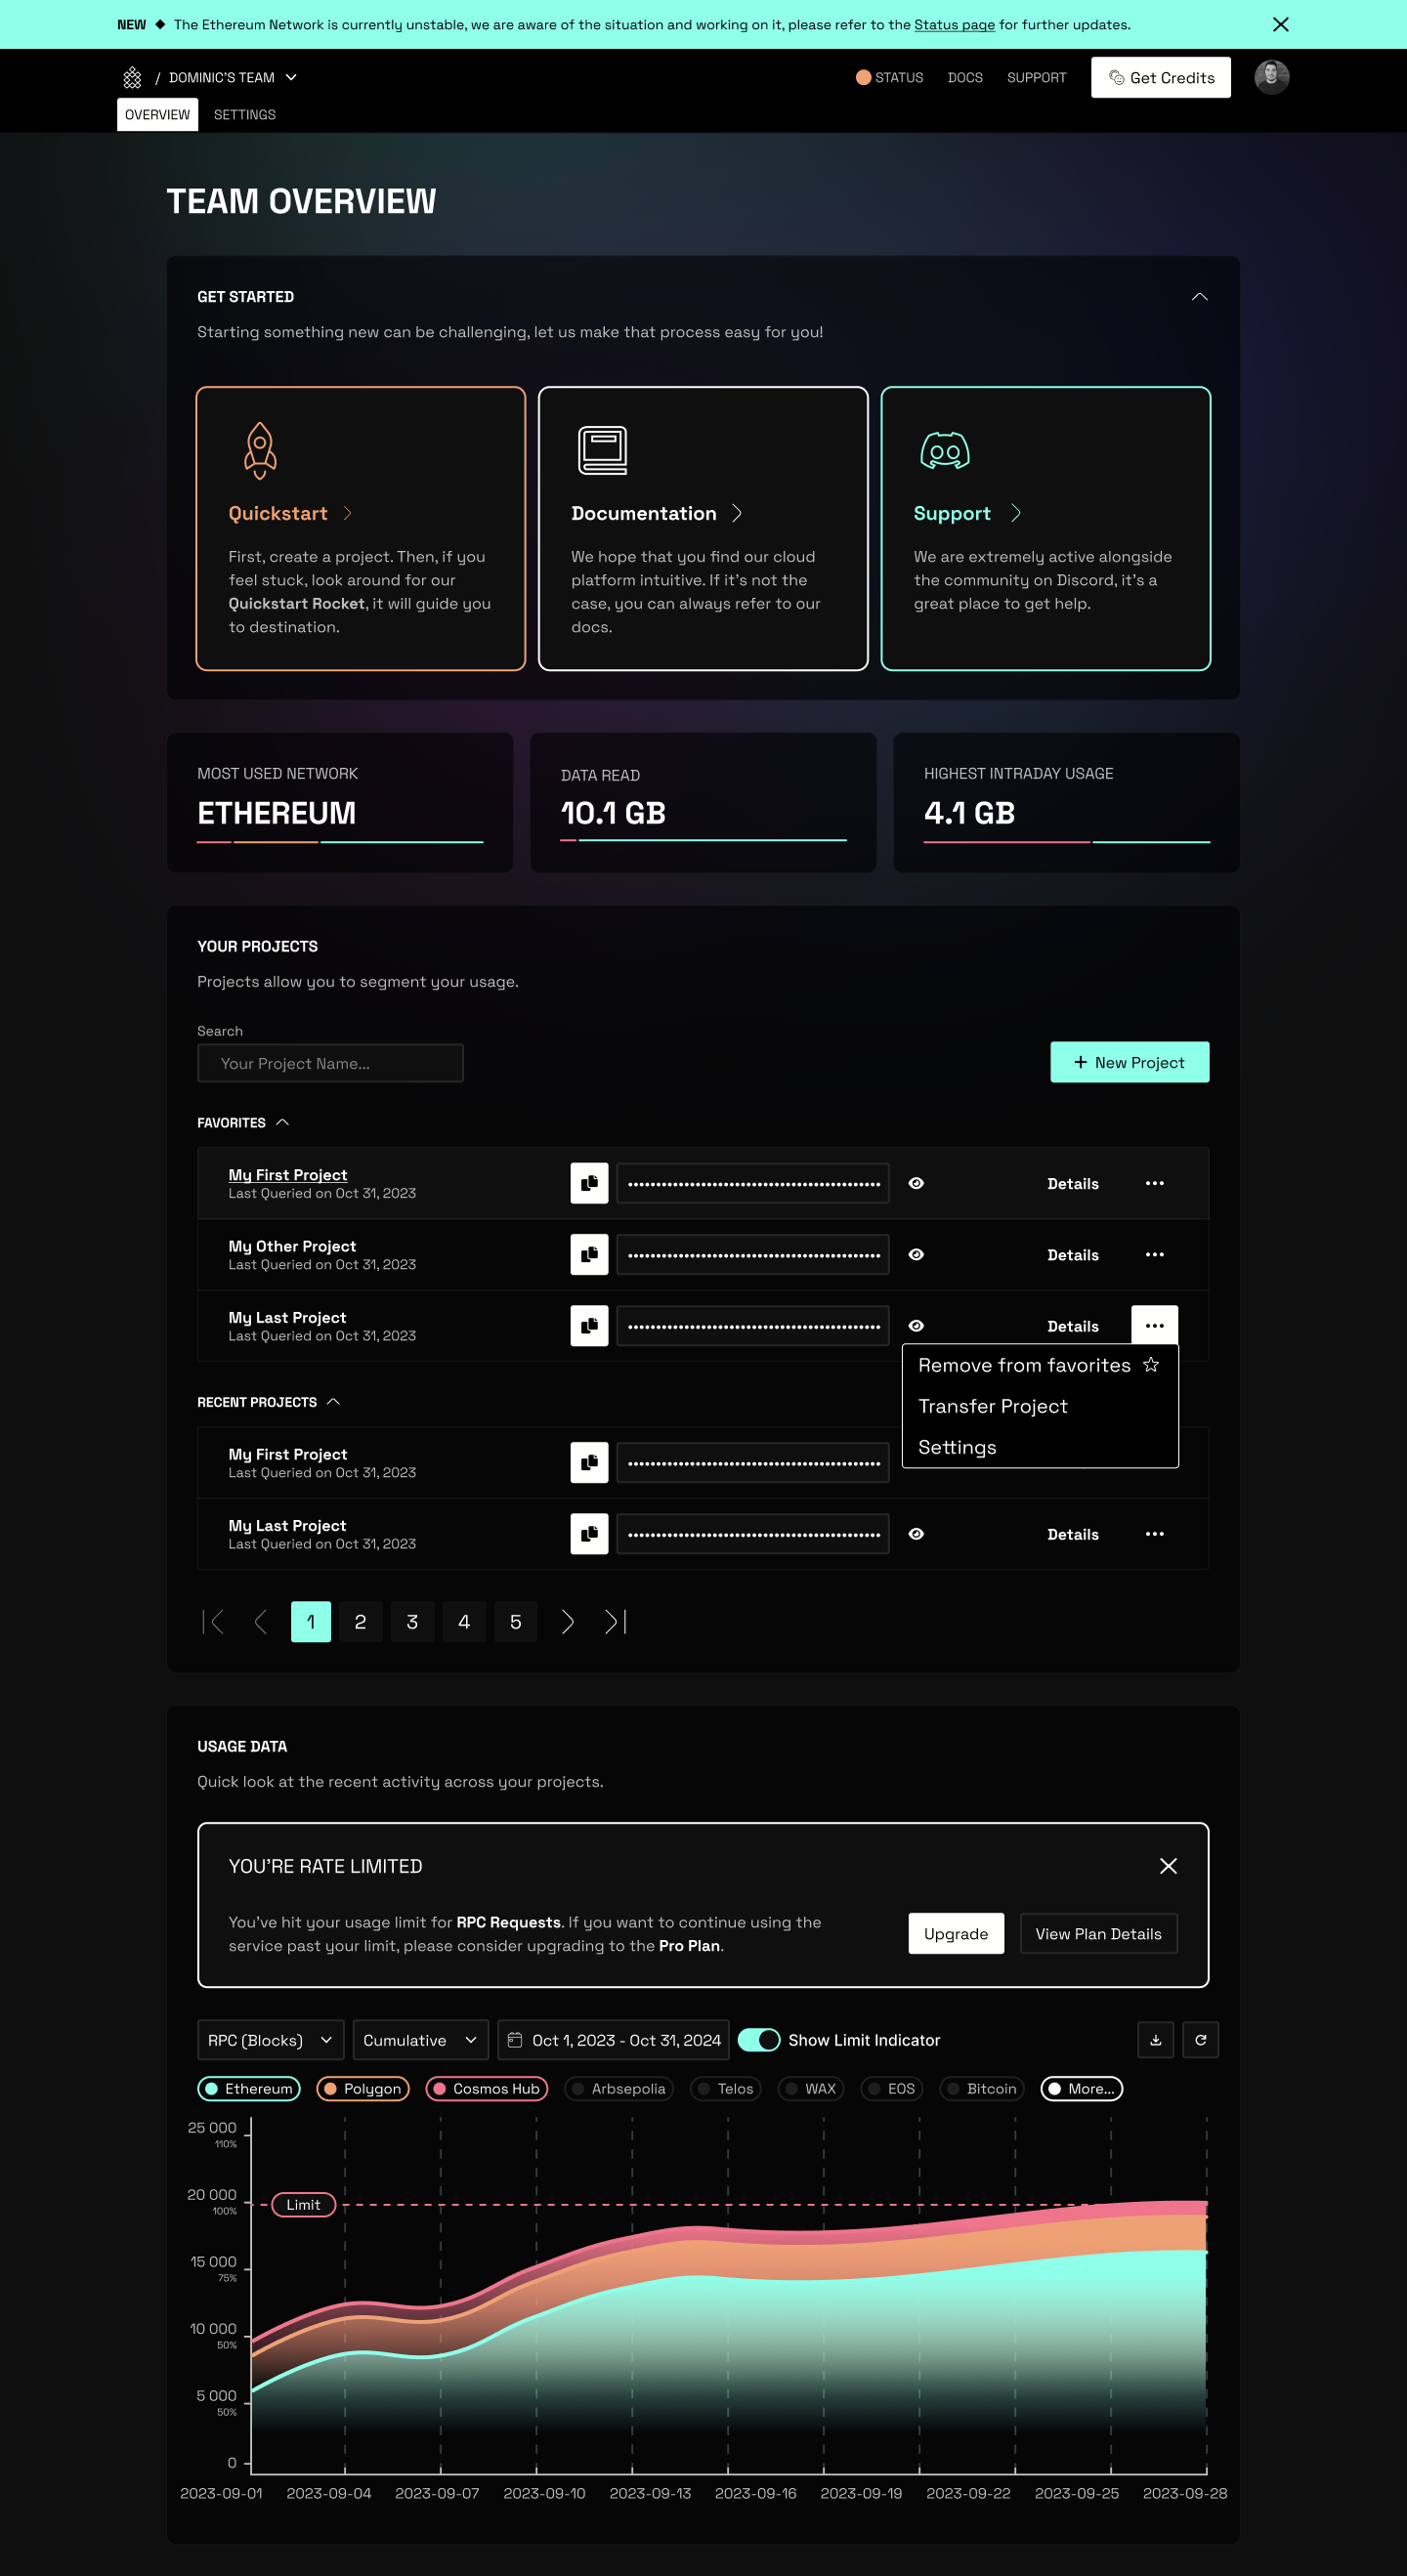 NEW ◆ The Ethereum Network is currently unstable, we are aware of the situation and working on it, please refer to the Status page for further updates.
/ DOMINIC'S TEAM
STATUS DOCS SUPPORT Get Credits
OVERVIEW SETTINGS
TEAM OVERVIEW
GET STARTED
Starting something new can be challenging, let us make that process easy for you!
Quickstart
First, create a project. Then, if you
feel stuck, look around for our
Quickstart Rocket, it will guide you
to destination.
Documentation
We hope that you find our cloud
platform intuitive. If it's not the
case, you can always refer to our
docs.
Support
We are extremely active alongside
the community on Discord, it's a
great place to get help.
MOST USED NETWORK
ETHEREUM
DATA READ
10.1 GB
HIGHEST INTRADAY USAGE
4.1 GB
YOUR PROJECTS
Projects allow you to segment your usage.
Search
Your Project Name...
New Project
FAVORITES
My First Project
Last Queried on Oct 31, 2023
Details
My Other Project
Last Queried on Oct 31, 2023
Details
My Last Project
Last Queried on Oct 31, 2023
Details
Remove from favorites
Transfer Project
Settings
RECENT PROJECTS
My First Project
Last Queried on Oct 31, 2023
My Last Project
Last Queried on Oct 31, 2023
Details
1 2 3 4 5
USAGE DATA
Quick look at the recent activity across your projects.
YOU'RE RATE LIMITED
You've hit your usage limit for RPC Requests. If you want to continue using the
service past your limit, please consider upgrading to the Pro Plan.
Upgrade View Plan Details
RPC (Blocks) Cumulative Oct 1, 2023 - Oct 31, 2024 Show Limit Indicator
Ethereum Polygon Cosmos Hub Arbsepolia Telos WAX EOS Bitcoin More...
25 000
110%
20 000
100%
Limit
15 000
75%
10 000
50%
5 000
50%
0
2023-09-01 2023-09-04 2023-09-07 2023-09-10 2023-09-13 2023-09-16 2023-09-19 2023-09-22 2023-09-25 2023-09-28